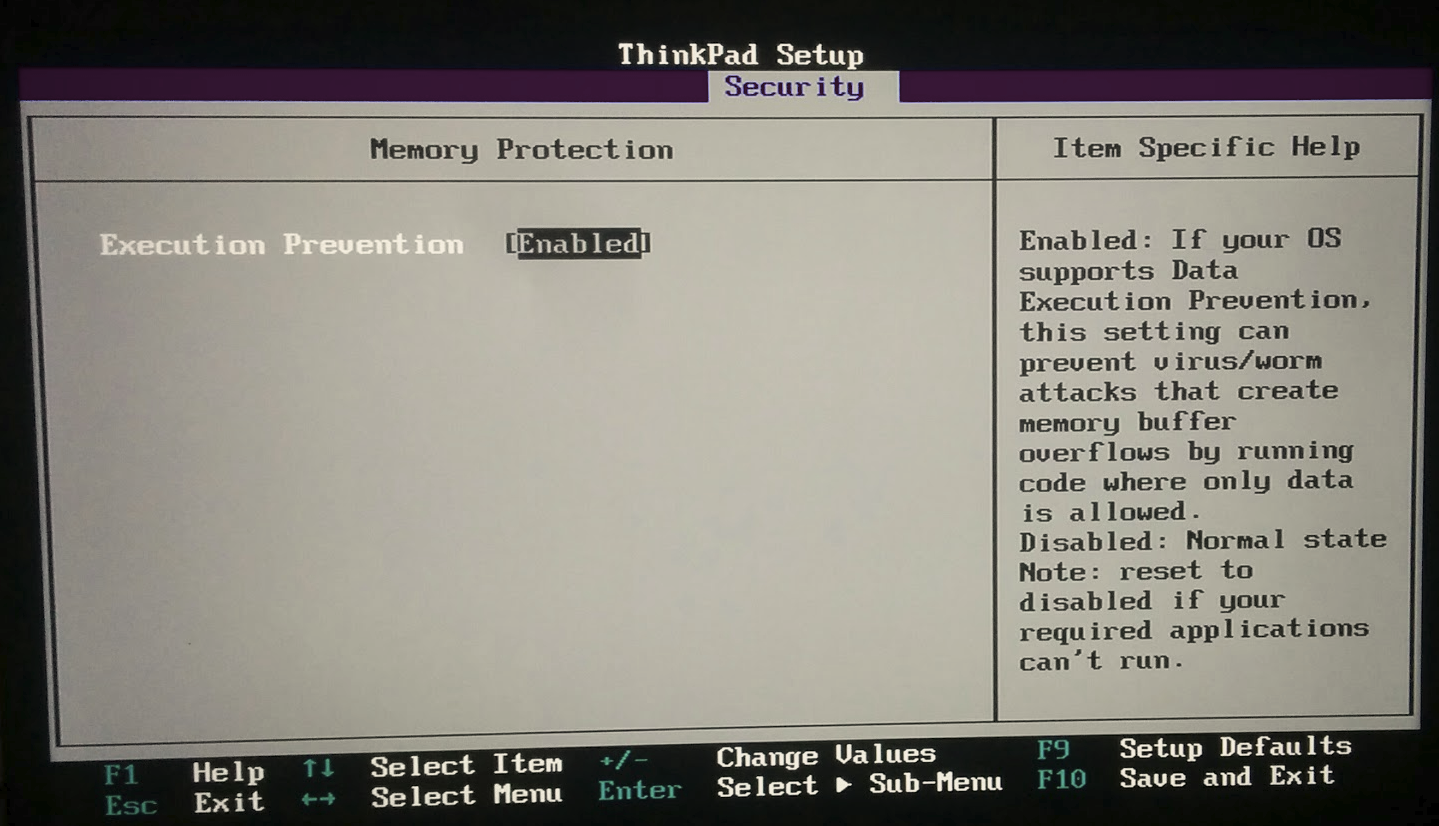 ThinkPad Setup
Security
Memory Protection
Execution Prevention [Enabled]
Item Specific Help
Enabled: If your OS
supports Data
Execution Prevention,
this setting can
prevent virus/worm
attacks that create
memory buffer
overflows by running
code where only data
is allowed.
Disabled: Normal state
Note: reset to
disabled if your
required applications
can't run.
F1 Help ↑↓ Select Item +/- Change Values F9 Setup Defaults
Esc Exit ←→ Select Menu Enter Select ▶ Sub-Menu F10 Save and Exit